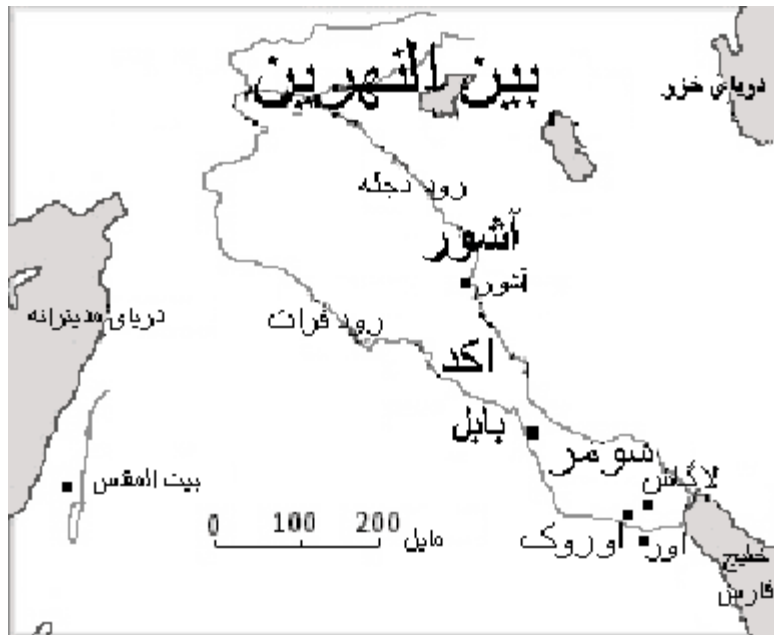 بین النهرین
دریای خزر
رود دجله
آشور
آشور
دریای مدیترانه
رود فرات
اکد
بابل
شومر
لاگاش
بیت المقدس
0 100 200 مایل
اوروک
اور
خلیج
فارس